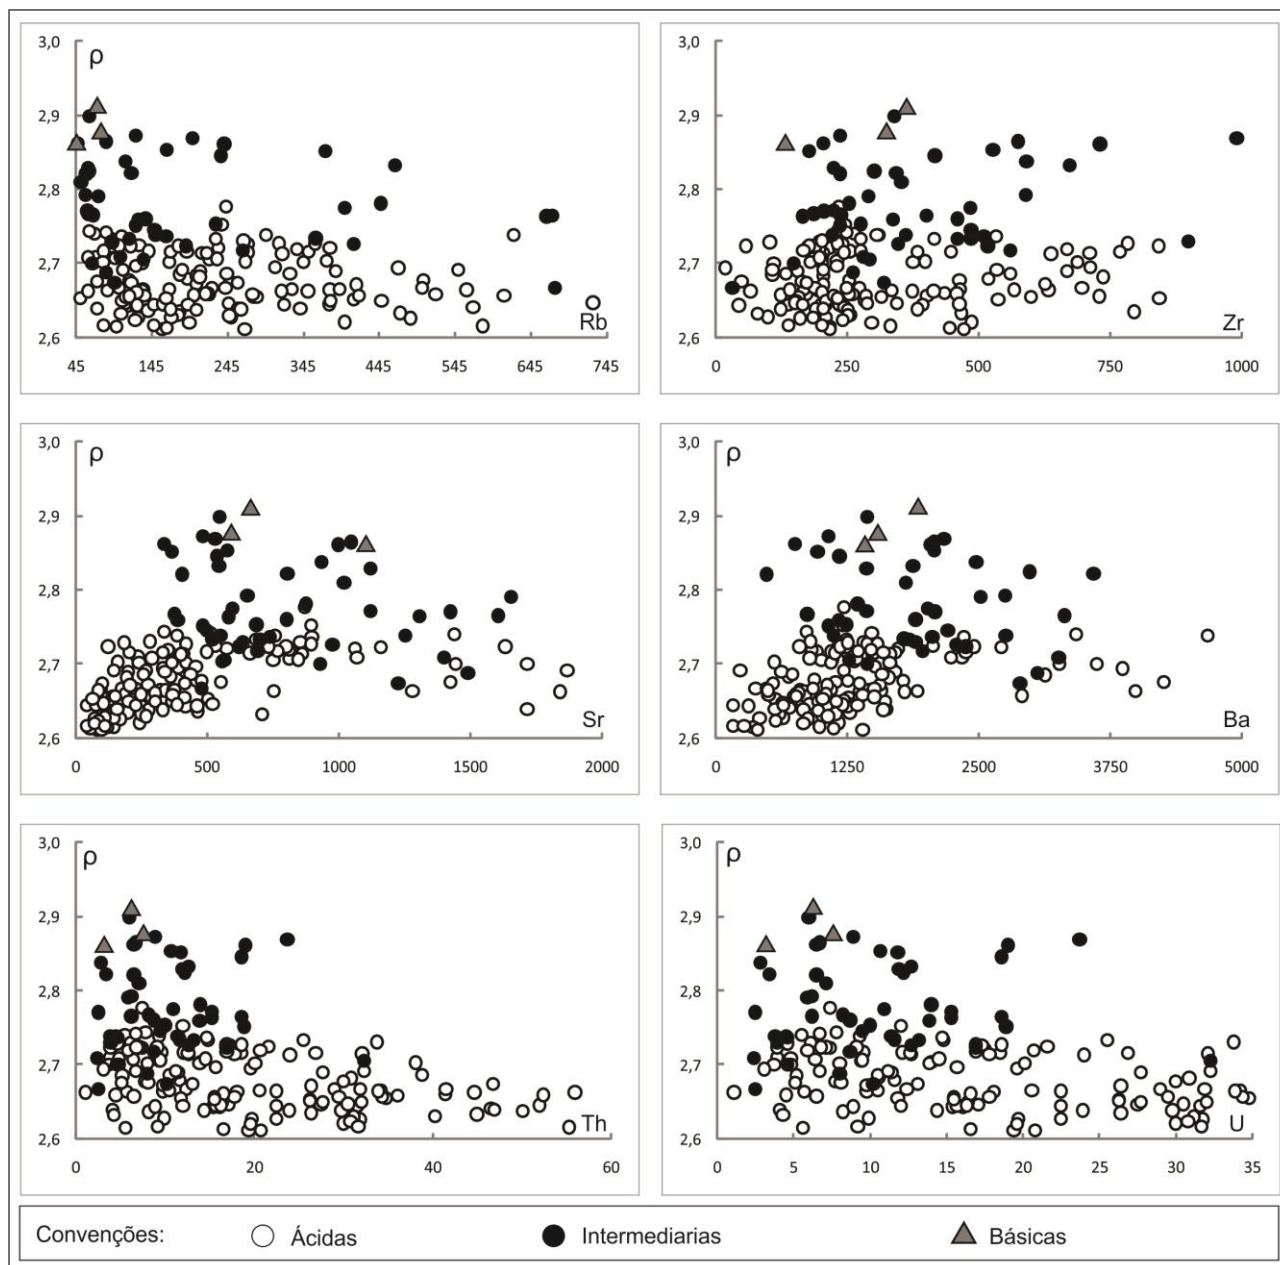 3,0
ρ
2,9
2,8
2,7
2,6
Rb
45 145 245 345 445 545 645 745
3,0
2,9
2,8
2,7
2,6
Zr
0 250 500 750 1000
3,0
ρ
2,9
2,8
2,7
2,6
Sr
0 500 1000 1500 2000
3,0
ρ
2,9
2,8
2,7
2,6
Ba
0 1250 2500 3750 5000
3,0
ρ
2,9
2,8
2,7
2,6
Th
0 20 40 60
3,0
ρ
2,9
2,8
2,7
2,6
U
0 5 10 15 20 25 30 35
Convenções: Ácidas Intermediarias Básicas